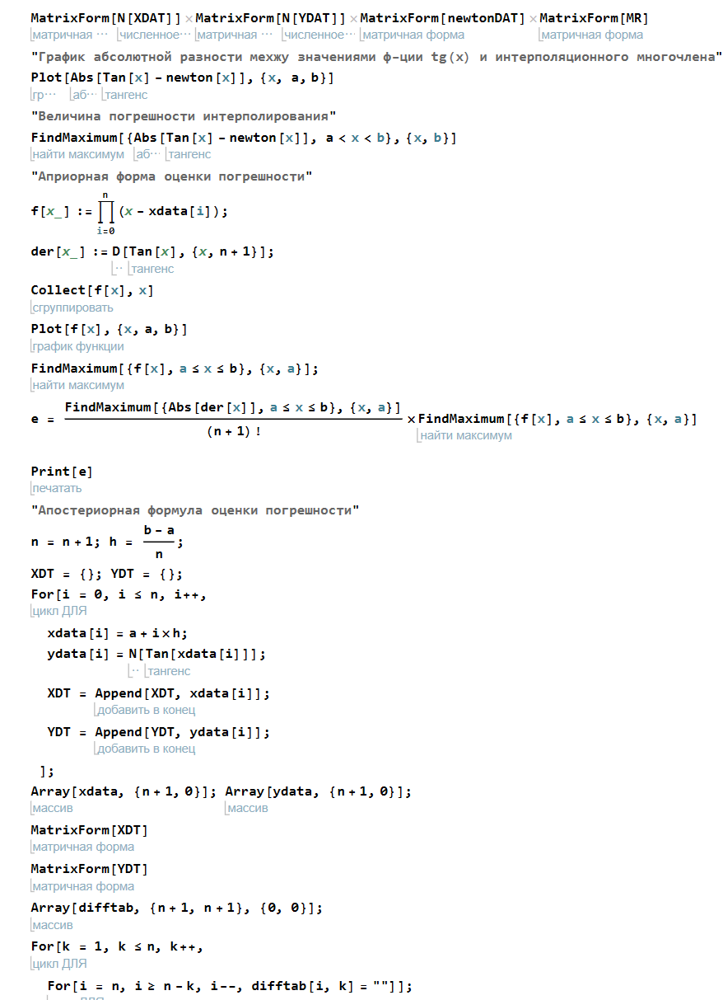 MatrixForm[N[XDAT]] × MatrixForm[N[YDAT]] × MatrixForm[newtonDAT] × MatrixForm[MR]
матричная ··· численное··· матричная ··· численное··· матричная форма матричная форма
"График абсолютной разности мехжу значениями ф-ции tg(x) и интерполяционного многочлена"
Plot[Abs[Tan[x] - newton[x]], {x, a, b}]
гр··· аб··· тангенс
"Величина погрешности интерполирования"
FindMaximum[{Abs[Tan[x] - newton[x]], a < x < b}, {x, b}]
найти максимум аб··· тангенс
"Априорная форма оценки погрешности"
n
f[x_] := ∏ (x - xdata[i]);
i=0
der[x_] := D[Tan[x], {x, n + 1}];
·· тангенс
Collect[f[x], x]
сгруппировать
Plot[f[x], {x, a, b}]
график функции
FindMaximum[{f[x], a ≤ x ≤ b}, {x, a}];
найти максимум
FindMaximum[{Abs[der[x]], a ≤ x ≤ b}, {x, a}]
e = × FindMaximum[{f[x], a ≤ x ≤ b}, {x, a}]
(n + 1) !
найти максимум
Print[e]
печатать
"Апостериорная формула оценки погрешности"
b - a
n = n + 1; h = ;
n
XDT = {}; YDT = {};
For[i = 0, i ≤ n, i++,
цикл ДЛЯ
xdata[i] = a + i × h;
ydata[i] = N[Tan[xdata[i]]];
·· тангенс
XDT = Append[XDT, xdata[i]];
добавить в конец
YDT = Append[YDT, ydata[i]];
добавить в конец
];
Array[xdata, {n + 1, 0}]; Array[ydata, {n + 1, 0}];
массив массив
MatrixForm[XDT]
матричная форма
MatrixForm[YDT]
матричная форма
Array[difftab, {n + 1, n + 1}, {0, 0}];
массив
For[k = 1, k ≤ n, k++,
цикл ДЛЯ
For[i = n, i ≥ n - k, i--, difftab[i, k] = ""]];